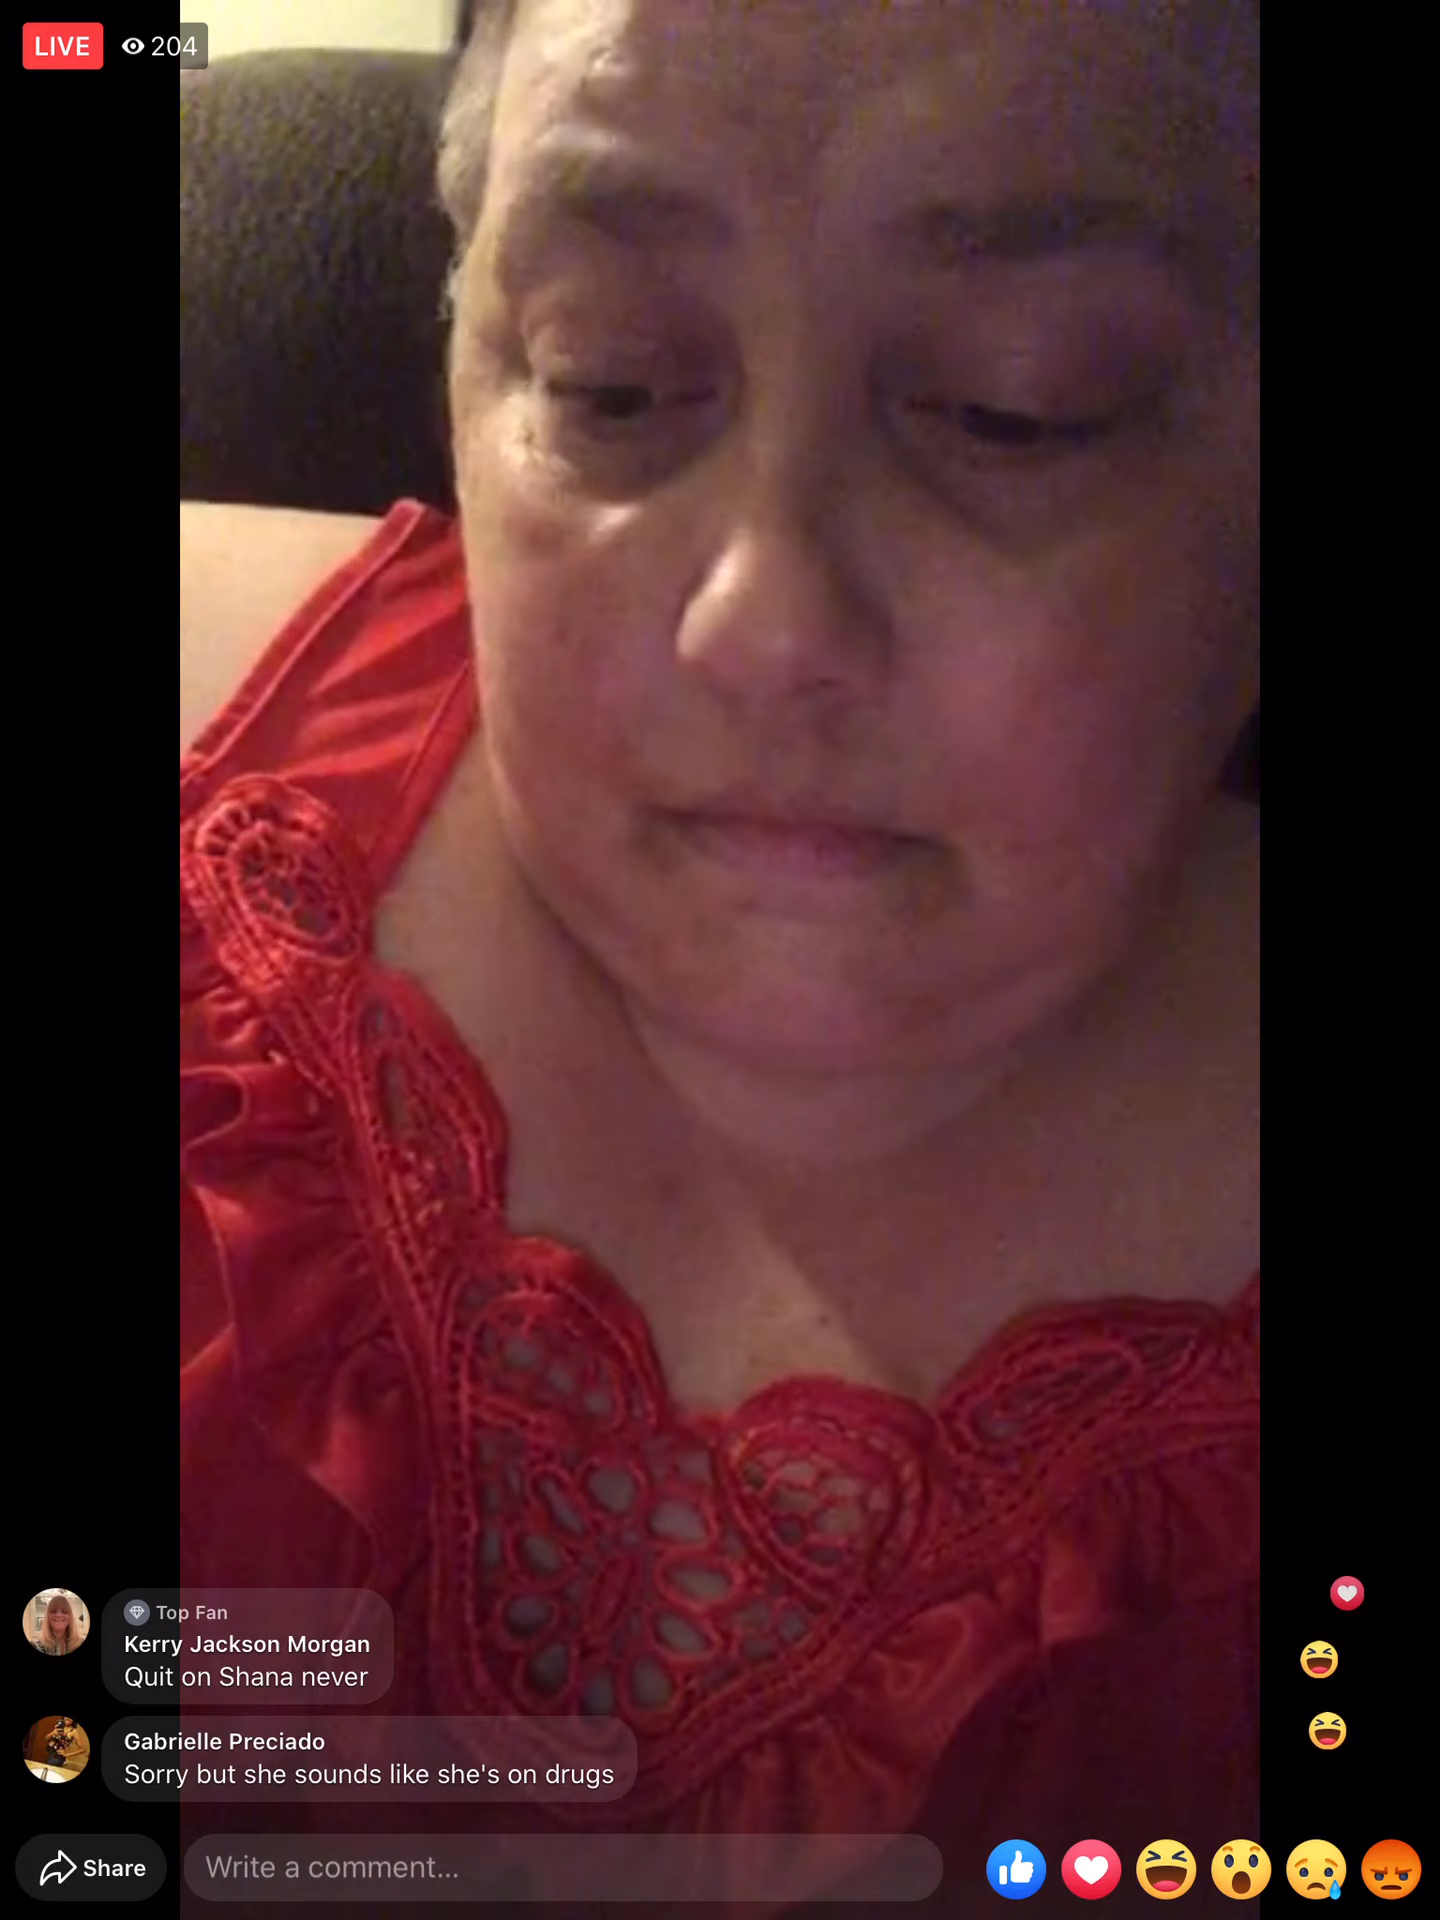 LIVE 204
Top Fan
Kerry Jackson Morgan
Quit on Shana never
Gabrielle Preciado
Sorry but she sounds like she's on drugs
Share
Write a comment...